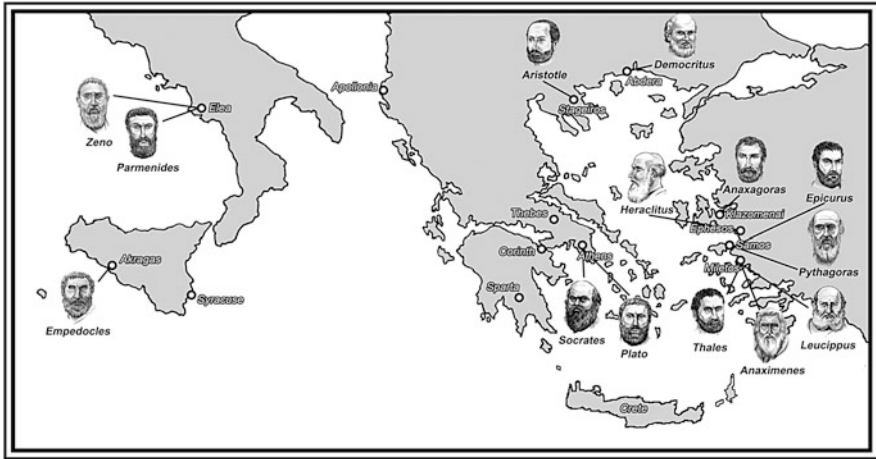 Aristotle
Democritus
Abdera
Stageiros
Apollonia
Elea
Zeno
Parmenides
Anaxagoras
Epicurus
Heraclitus
Klazomenai
Ephesos
Samos
Pythagoras
Miletos
Thebes
Corinth
Athens
Sparta
Akragas
Syracuse
Empedocles
Socrates
Plato
Thales
Leucippus
Anaximenes
Crete